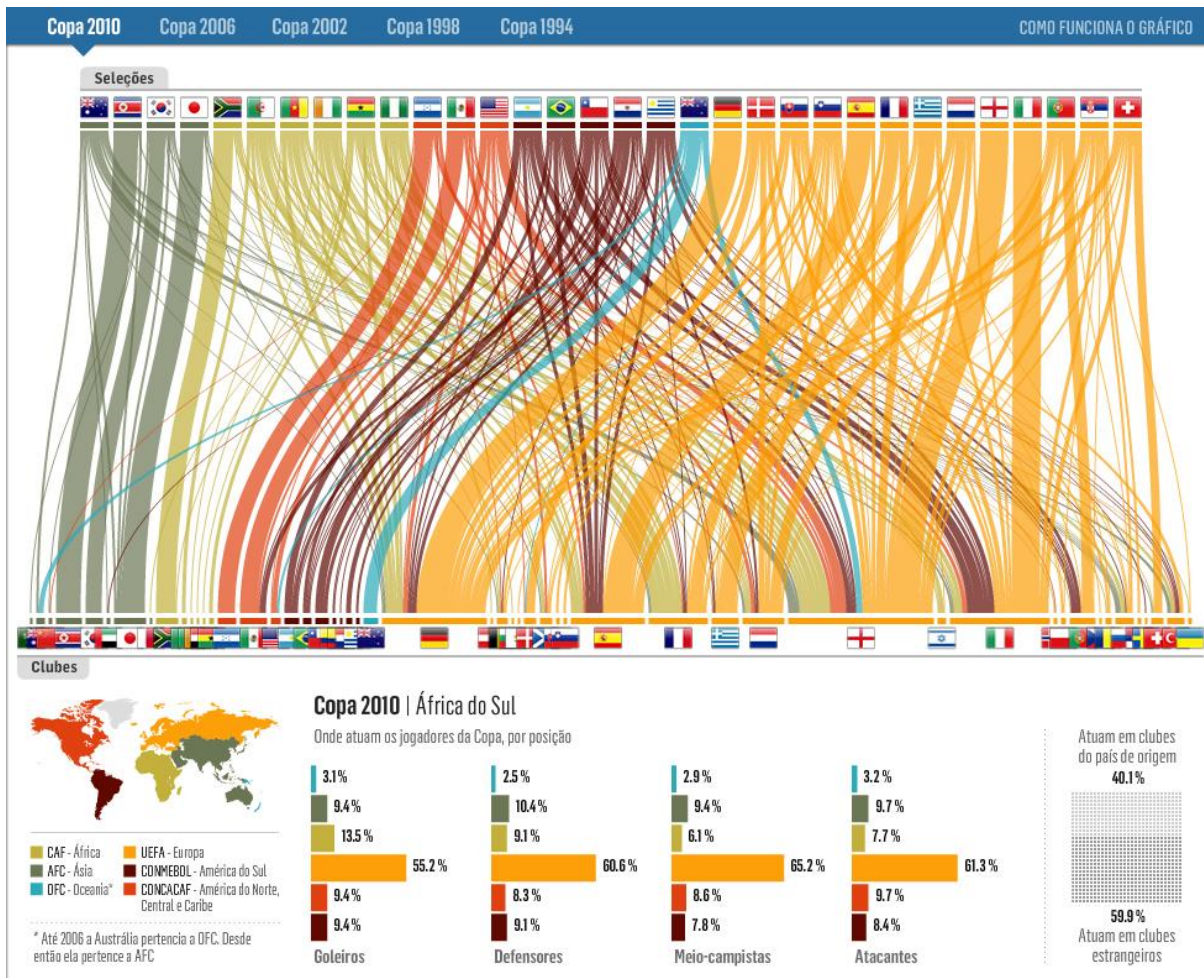 Copa 2010 Copa 2006 Copa 2002 Copa 1998 Copa 1994 COMO FUNCIONA O GRÁFICO
Seleções
Clubes
CAF - África
AFC - Ásia
OFC - Oceania*
UEFA - Europa
CONMEBOL - América do Sul
CONCACAF - América do Norte,
Central e Caribe
* Até 2006 a Austrália pertencia a OFC. Desde
então ela pertence a AFC
Copa 2010 | África do Sul
Onde atuam os jogadores da Copa, por posição
3.1 %
9.4 %
13.5 %
55.2 %
9.4 %
9.4 %
Goleiros
2.5 %
10.4 %
9.1 %
60.6 %
8.3 %
9.1 %
Defensores
2.9 %
9.4 %
6.1 %
65.2 %
8.6 %
7.8 %
Meio-campistas
3.2 %
9.7 %
7.7 %
61.3 %
9.7 %
8.4 %
Atacantes
Atuam em clubes
do país de origem
40.1%
59.9%
Atuam em clubes
estrangeiros